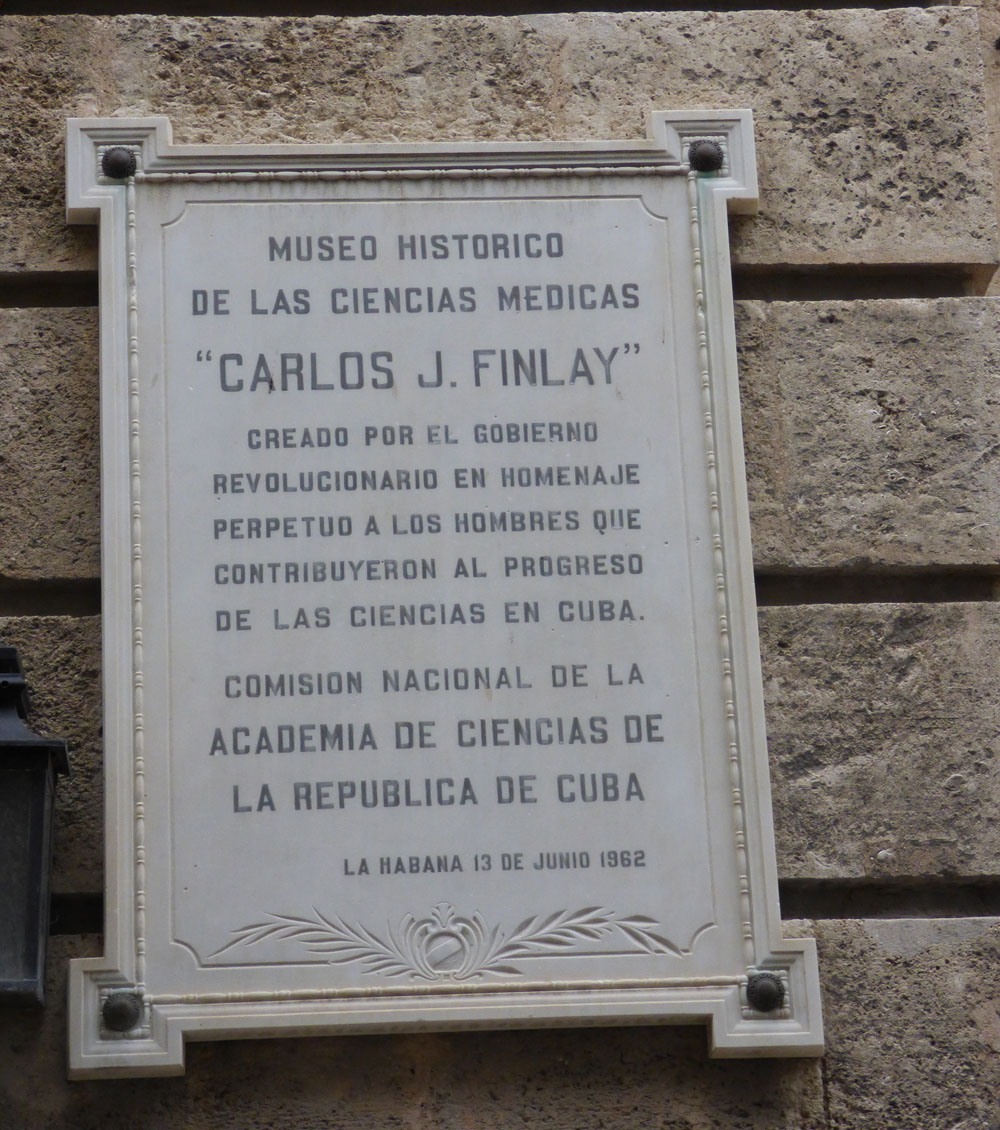 MUSEO HISTORICO
DE LAS CIENCIAS MEDICAS
“CARLOS J. FINLAY”
CREADO POR EL GOBIERNO
REVOLUCIONARIO EN HOMENAJE
PERPETUO A LOS HOMBRES QUE
CONTRIBUYERON AL PROGRESO
DE LAS CIENCIAS EN CUBA.
COMISION NACIONAL DE LA
ACADEMIA DE CIENCIAS DE
LA REPUBLICA DE CUBA
LA HABANA 13 DE JUNIO 1962